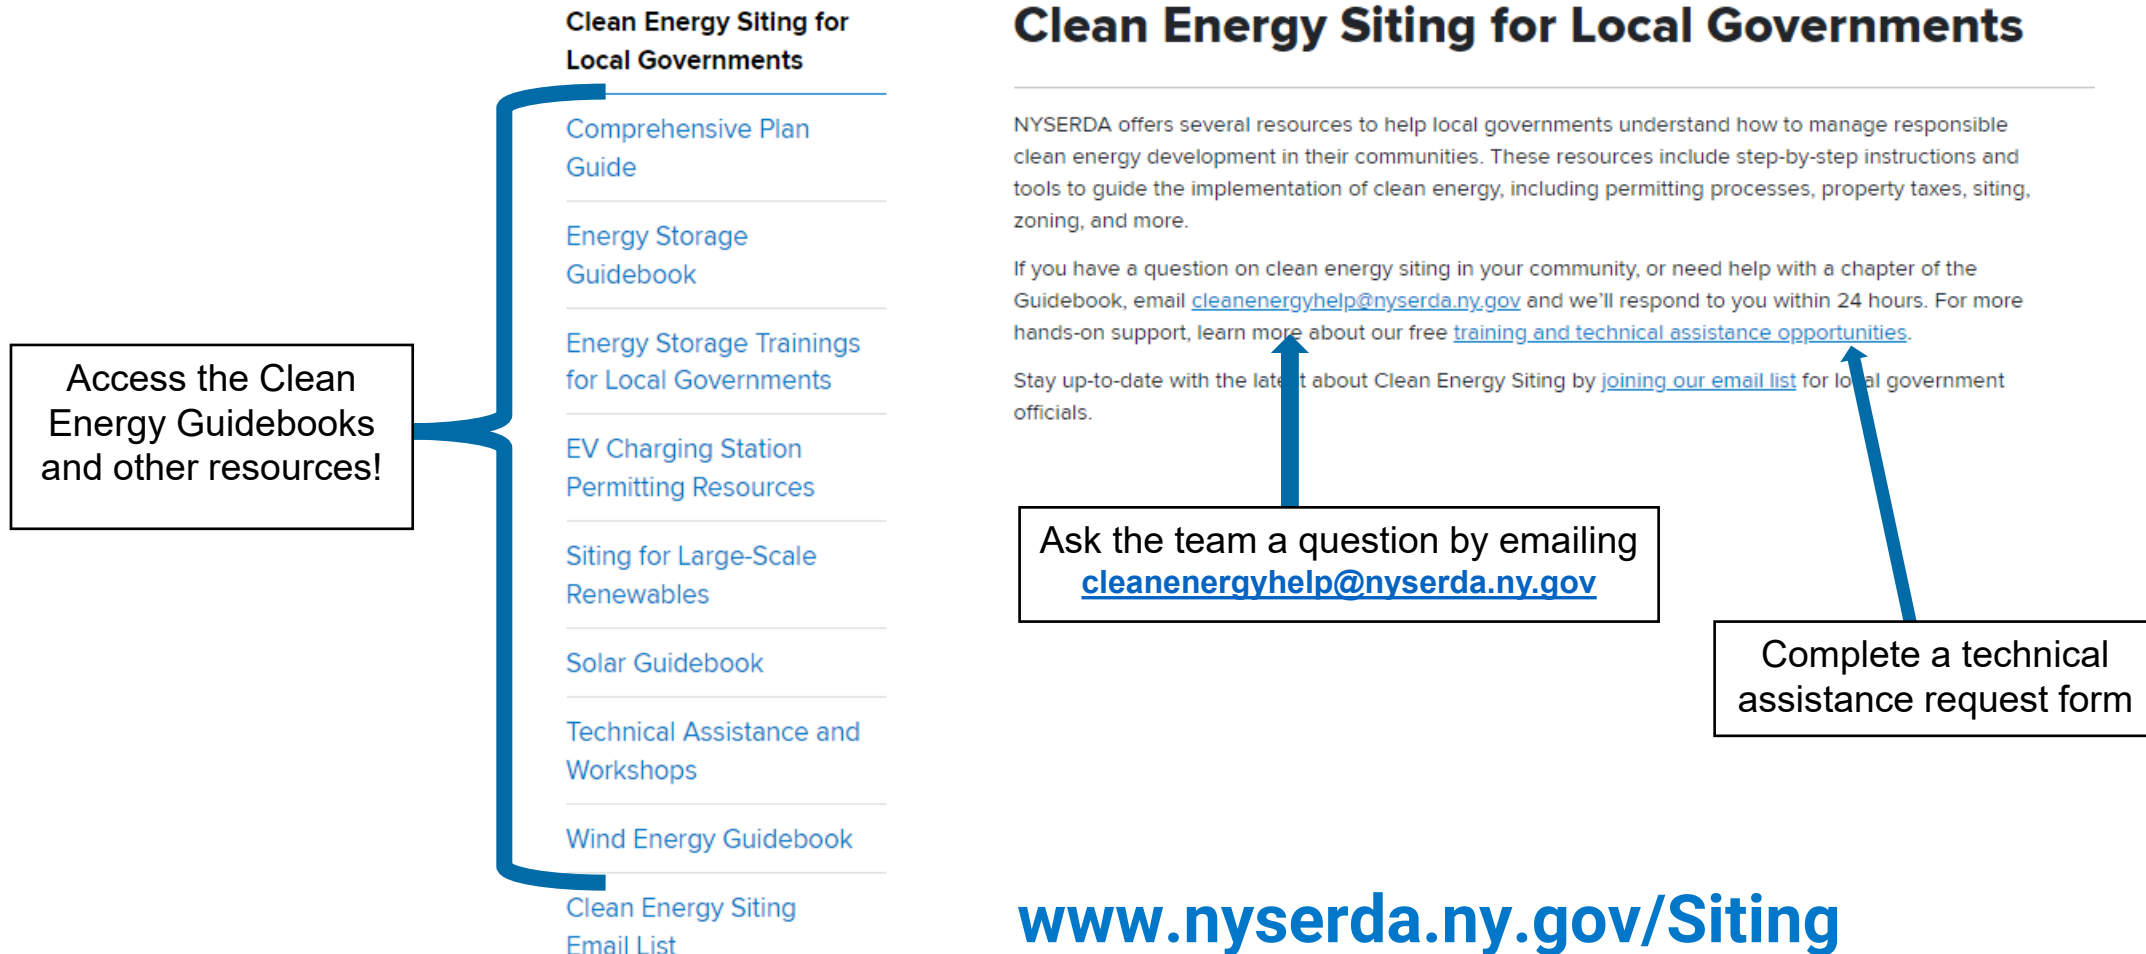 Clean Energy Siting for
Local Governments
Comprehensive Plan
Guide
Energy Storage
Guidebook
Energy Storage Trainings
for Local Governments
EV Charging Station
Permitting Resources
Siting for Large-Scale
Renewables
Solar Guidebook
Technical Assistance and
Workshops
Wind Energy Guidebook
Clean Energy Siting
Email List
Access the Clean
Energy Guidebooks
and other resources!
Clean Energy Siting for Local Governments
NYSERDA offers several resources to help local governments understand how to manage responsible
clean energy development in their communities. These resources include step-by-step instructions and
tools to guide the implementation of clean energy, including permitting processes, property taxes, siting,
zoning, and more.
If you have a question on clean energy siting in your community, or need help with a chapter of the
Guidebook, email cleanenergyhelp@nyserda.ny.gov and we'll respond to you within 24 hours. For more
hands-on support, learn more about our free training and technical assistance opportunities.
Stay up-to-date with the latest about Clean Energy Siting by joining our email list for local government
officials.
Ask the team a question by emailing
cleanenergyhelp@nyserda.ny.gov
Complete a technical
assistance request form
www.nyserda.ny.gov/Siting